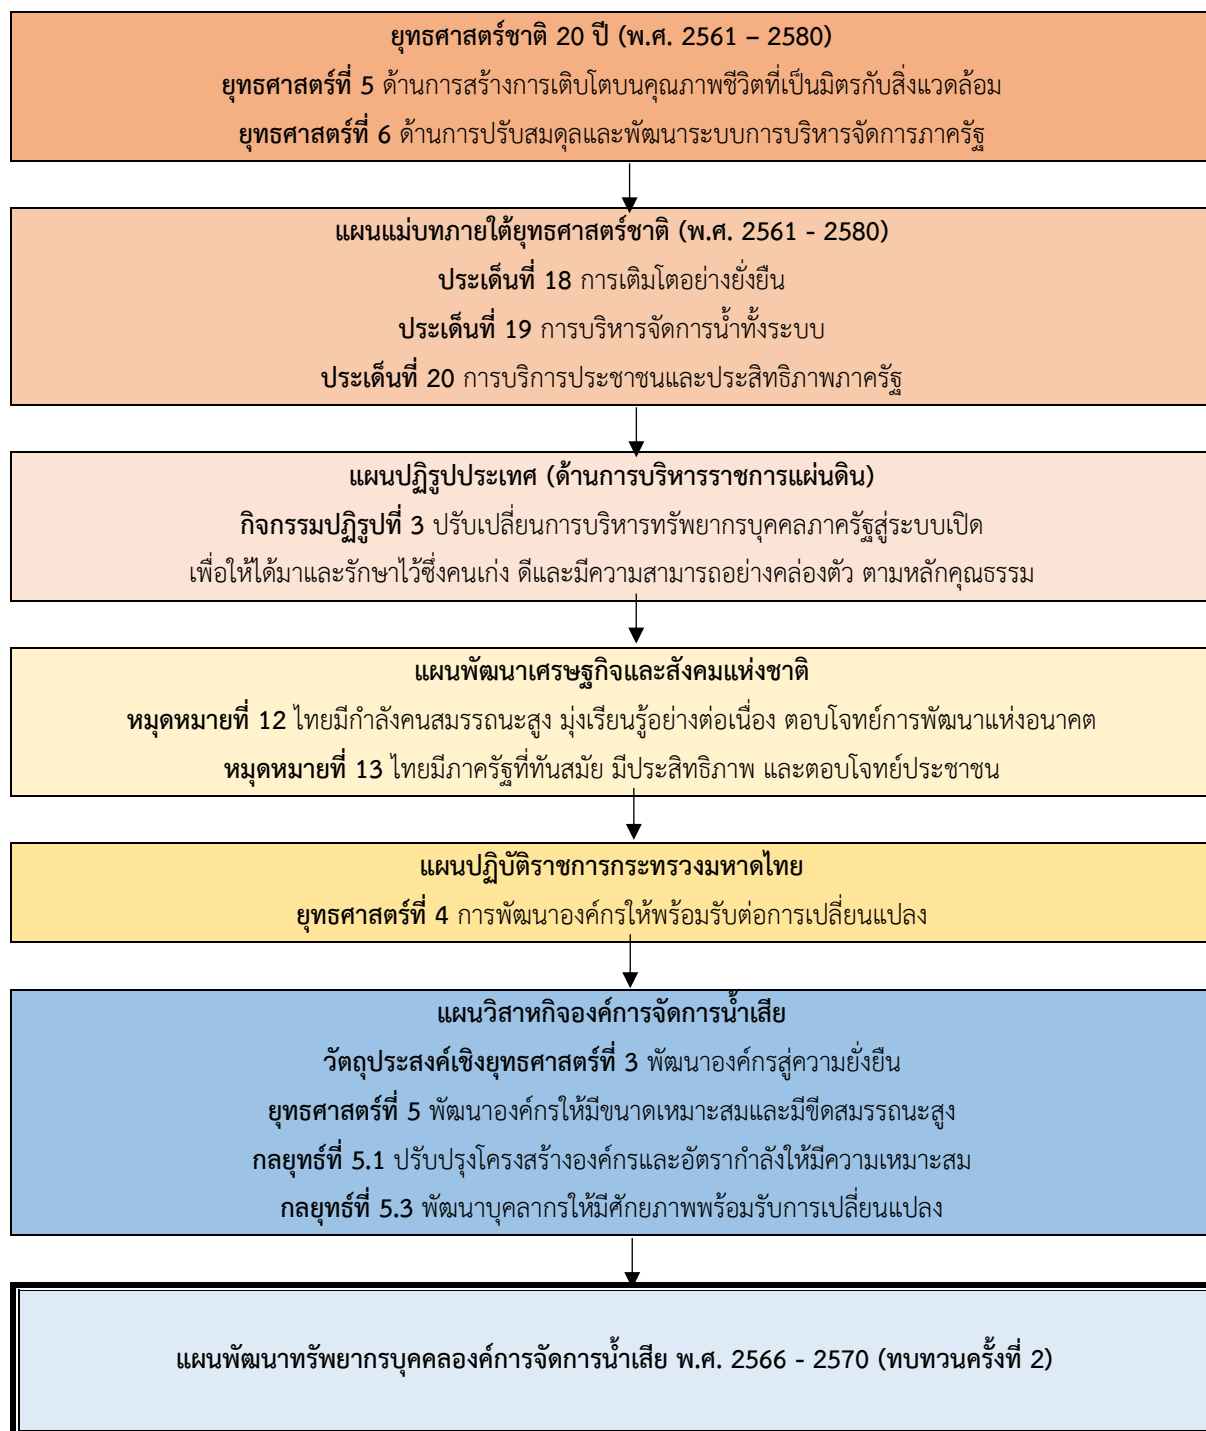 ยุทธศาสตร์ชาติ 20 ปี (พ.ศ. 2561 – 2580)
ยุทธศาสตร์ที่ 5 ด้านการสร้างการเติบโตบนคุณภาพชีวิตที่เป็นมิตรกับสิ่งแวดล้อม
ยุทธศาสตร์ที่ 6 ด้านการปรับสมดุลและพัฒนาระบบการบริหารจัดการภาครัฐ
แผนแม่บทภายใต้ยุทธศาสตร์ชาติ (พ.ศ. 2561 - 2580)
ประเด็นที่ 18 การเติมโตอย่างยั่งยืน
ประเด็นที่ 19 การบริหารจัดการน้ำทั้งระบบ
ประเด็นที่ 20 การบริการประชาชนและประสิทธิภาพภาครัฐ
แผนปฏิรูปประเทศ (ด้านการบริหารราชการแผ่นดิน)
กิจกรรมปฏิรูปที่ 3 ปรับเปลี่ยนการบริหารทรัพยากรบุคคลภาครัฐสู่ระบบเปิด
เพื่อให้ได้มาและรักษาไว้ซึ่งคนเก่ง ดีและมีความสามารถอย่างคล่องตัว ตามหลักคุณธรรม
แผนพัฒนาเศรษฐกิจและสังคมแห่งชาติ
หมุดหมายที่ 12 ไทยมีกำลังคนสมรรถนะสูง มุ่งเรียนรู้อย่างต่อเนื่อง ตอบโจทย์การพัฒนาแห่งอนาคต
หมุดหมายที่ 13 ไทยมีภาครัฐที่ทันสมัย มีประสิทธิภาพ และตอบโจทย์ประชาชน
แผนปฏิบัติราชการกระทรวงมหาดไทย
ยุทธศาสตร์ที่ 4 การพัฒนาองค์กรให้พร้อมรับต่อการเปลี่ยนแปลง
แผนวิสาหกิจองค์การจัดการน้ำเสีย
วัตถุประสงค์เชิงยุทธศาสตร์ที่ 3 พัฒนาองค์กรสู่ความยั่งยืน
ยุทธศาสตร์ที่ 5 พัฒนาองค์กรให้มีขนาดเหมาะสมและมีขีดสมรรถนะสูง
กลยุทธ์ที่ 5.1 ปรับปรุงโครงสร้างองค์กรและอัตรากำลังให้มีความเหมาะสม
กลยุทธ์ที่ 5.3 พัฒนาบุคลากรให้มีศักยภาพพร้อมรับการเปลี่ยนแปลง
แผนพัฒนาทรัพยากรบุคคลองค์การจัดการน้ำเสีย พ.ศ. 2566 - 2570 (ทบทวนครั้งที่ 2)